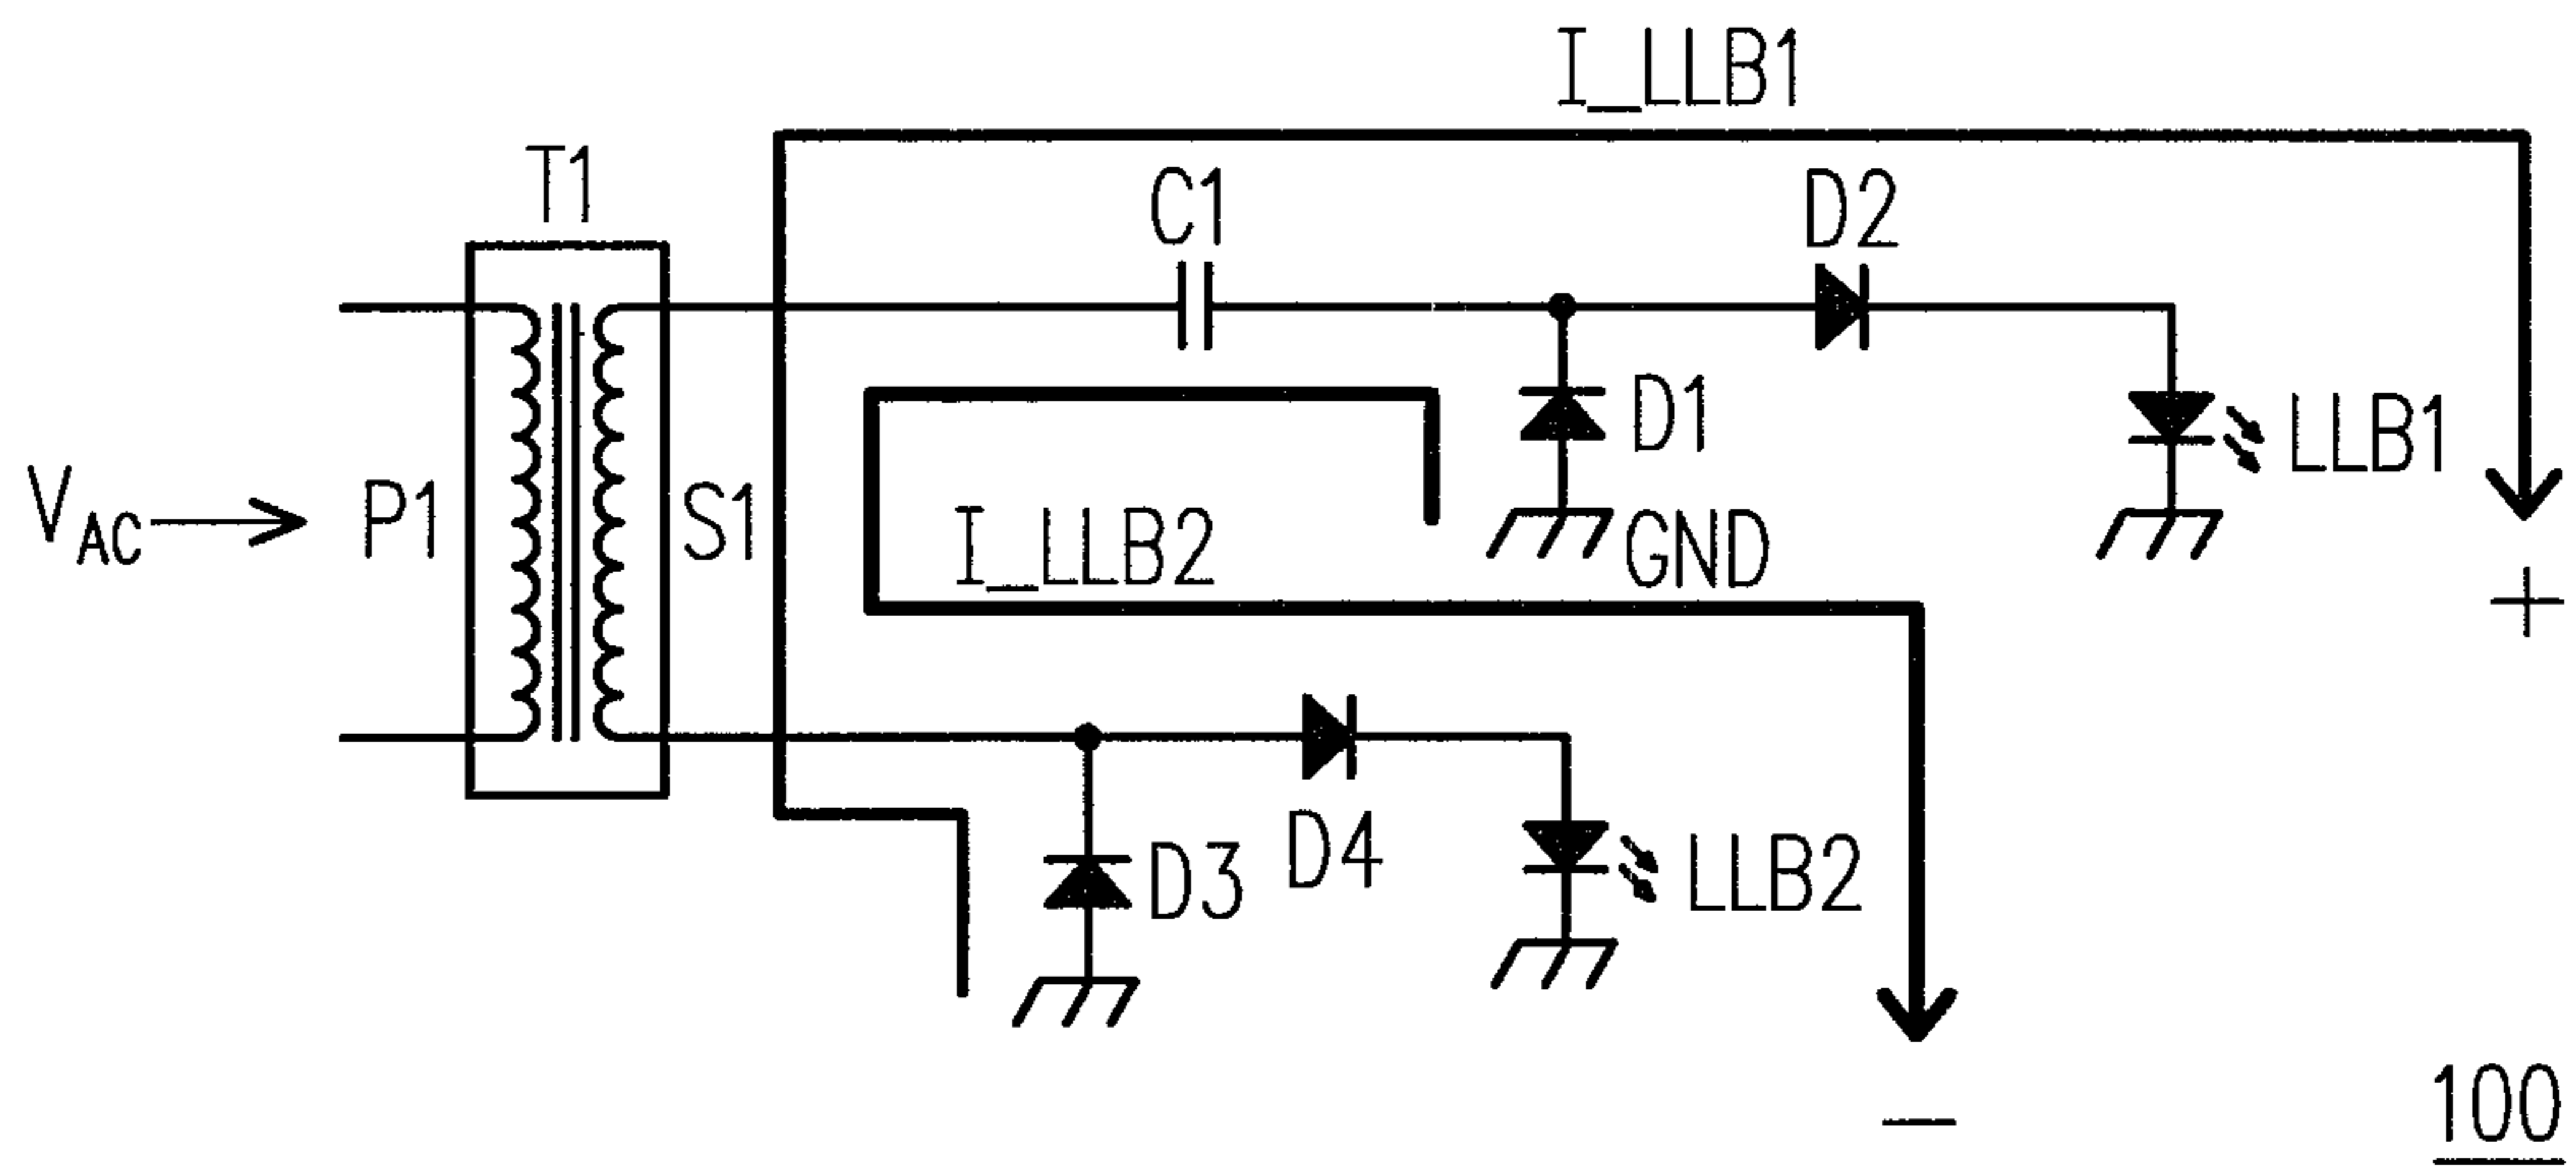 I_LLB1
T1
C1
D2
D1
LLB1
V_AC
P1
S1
I_LLB2
GND
+
D4
D3
LLB2
−
100